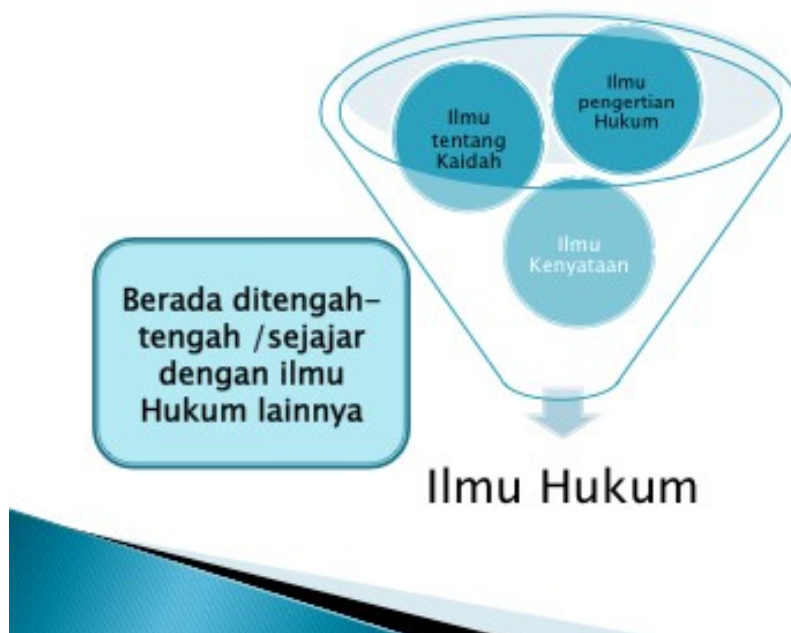 Ilmu
pengertian
Hukum
Ilmu
tentang
Kaidah
Ilmu
Kenyataan
Berada ditengah-
tengah /sejajar
dengan ilmu
Hukum lainnya
Ilmu Hukum